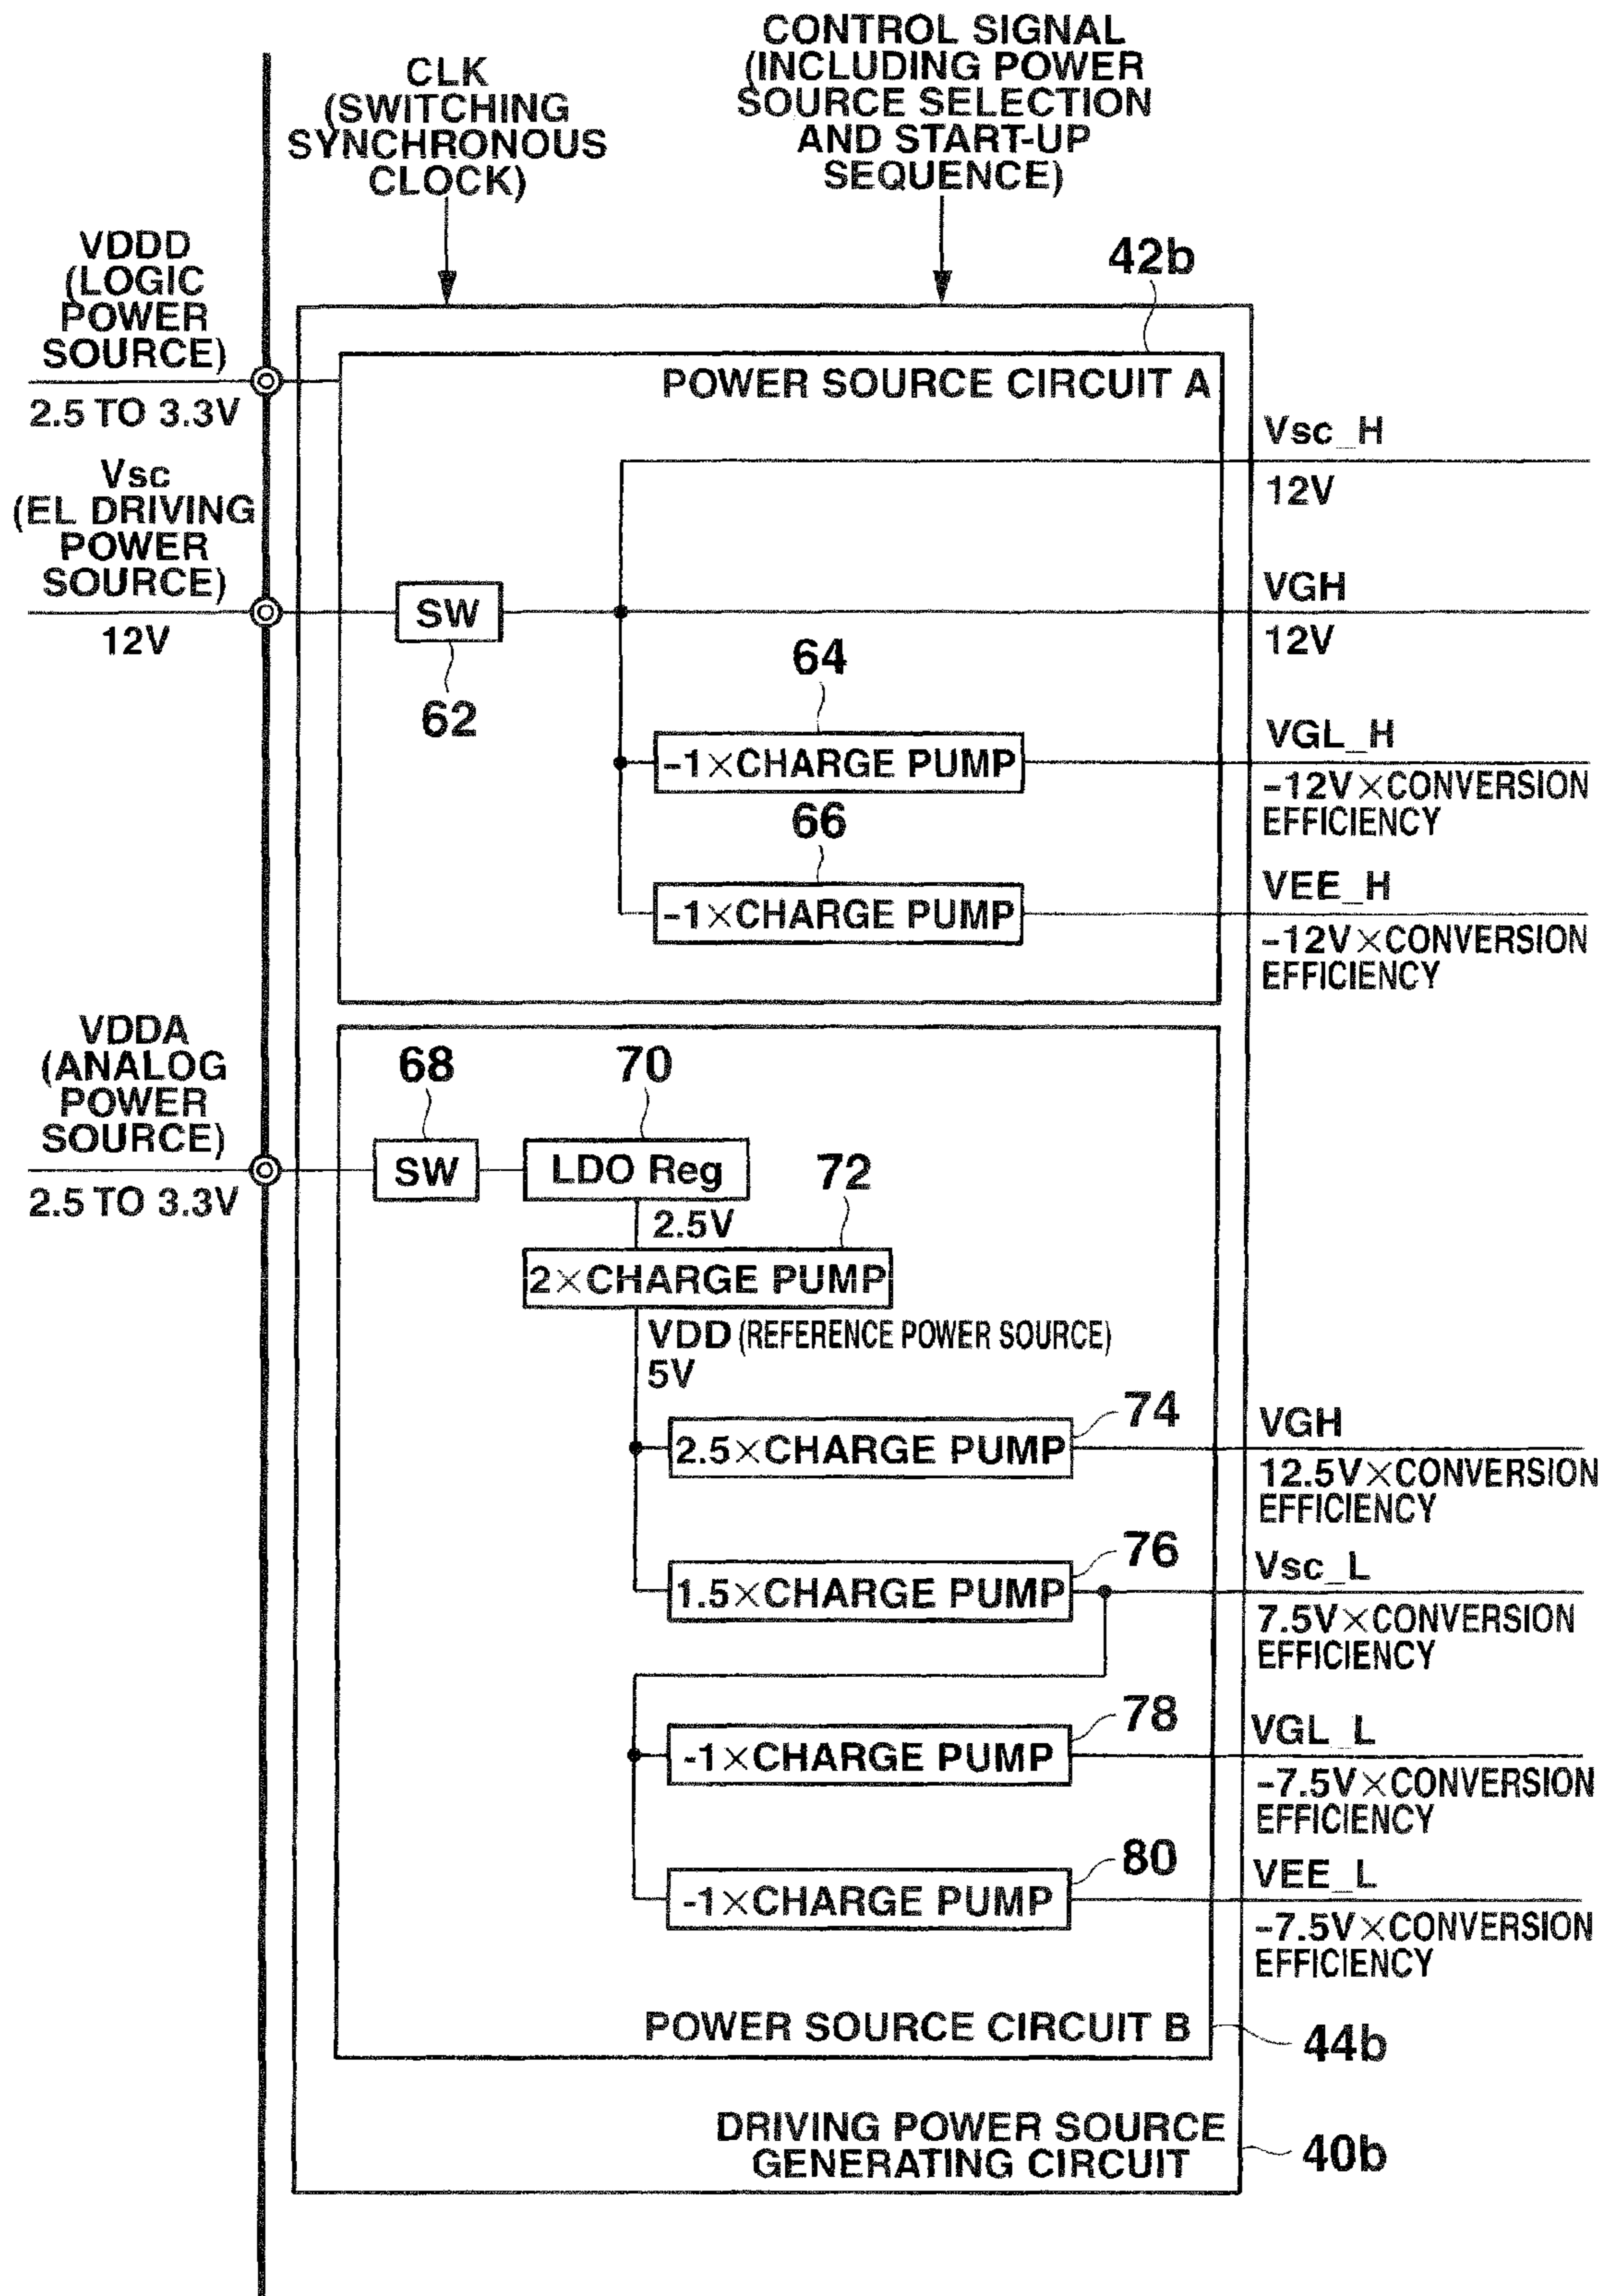 CONTROL SIGNAL
(INCLUDING POWER
SOURCE SELECTION
AND START-UP
SEQUENCE)
CLK
(SWITCHING
SYNCHRONOUS
CLOCK)
VDDD
(LOGIC
POWER
SOURCE)
2.5 TO 3.3V
42b
POWER SOURCE CIRCUIT A
Vsc_H
12V
Vsc
(EL DRIVING
POWER
SOURCE)
12V
SW
62
VGH
12V
64
-1×CHARGE PUMP
VGL_H
-12V×CONVERSION
EFFICIENCY
66
-1×CHARGE PUMP
VEE_H
-12V×CONVERSION
EFFICIENCY
VDDA
(ANALOG
POWER
SOURCE)
2.5 TO 3.3V
68
SW
70
LDO Reg
2.5V
72
2×CHARGE PUMP
VDD (REFERENCE POWER SOURCE)
5V
74
2.5×CHARGE PUMP
VGH
12.5V×CONVERSION
EFFICIENCY
76
1.5×CHARGE PUMP
Vsc_L
7.5V×CONVERSION
EFFICIENCY
78
-1×CHARGE PUMP
VGL_L
-7.5V×CONVERSION
EFFICIENCY
80
-1×CHARGE PUMP
VEE_L
-7.5V×CONVERSION
EFFICIENCY
POWER SOURCE CIRCUIT B
44b
DRIVING POWER SOURCE
GENERATING CIRCUIT
40b